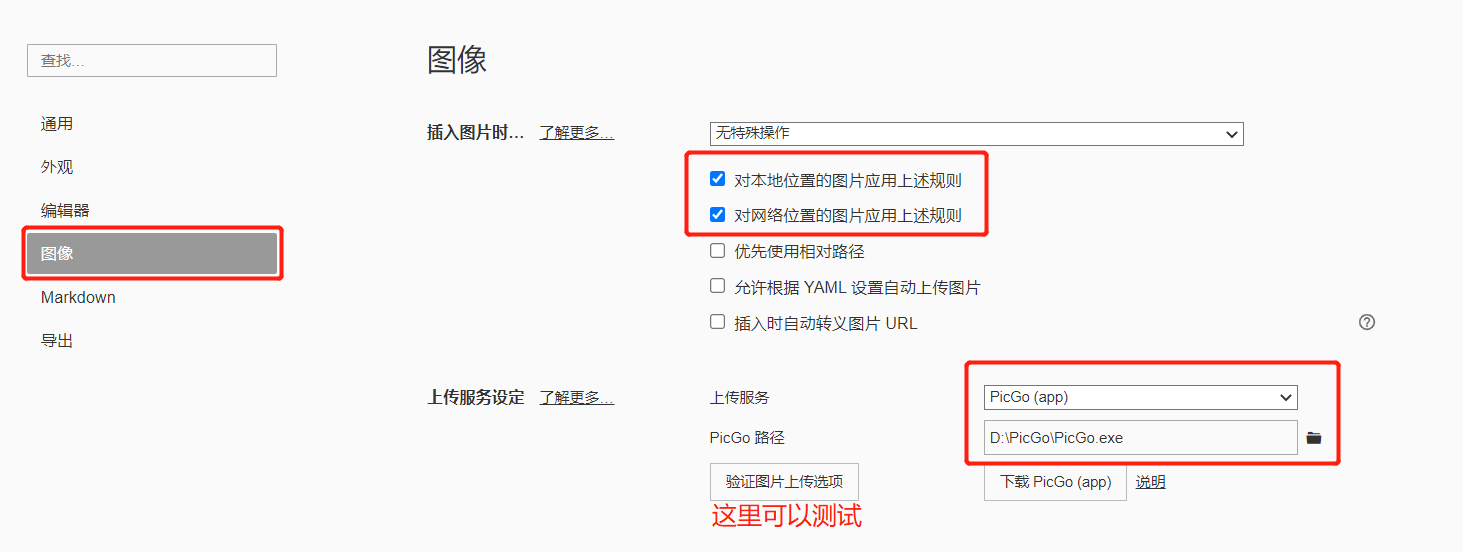 查找...
通用
外观
编辑器
图像
Markdown
导出
图像
插入图片时... 了解更多... 无特殊操作
对本地位置的图片应用上述规则
对网络位置的图片应用上述规则
优先使用相对路径
允许根据 YAML 设置自动上传图片
插入时自动转义图片 URL
上传服务设定 了解更多... 上传服务 PicGo (app)
PicGo 路径 D:\PicGo\PicGo.exe
验证图片上传选项 下载 PicGo (app) 说明
这里可以测试